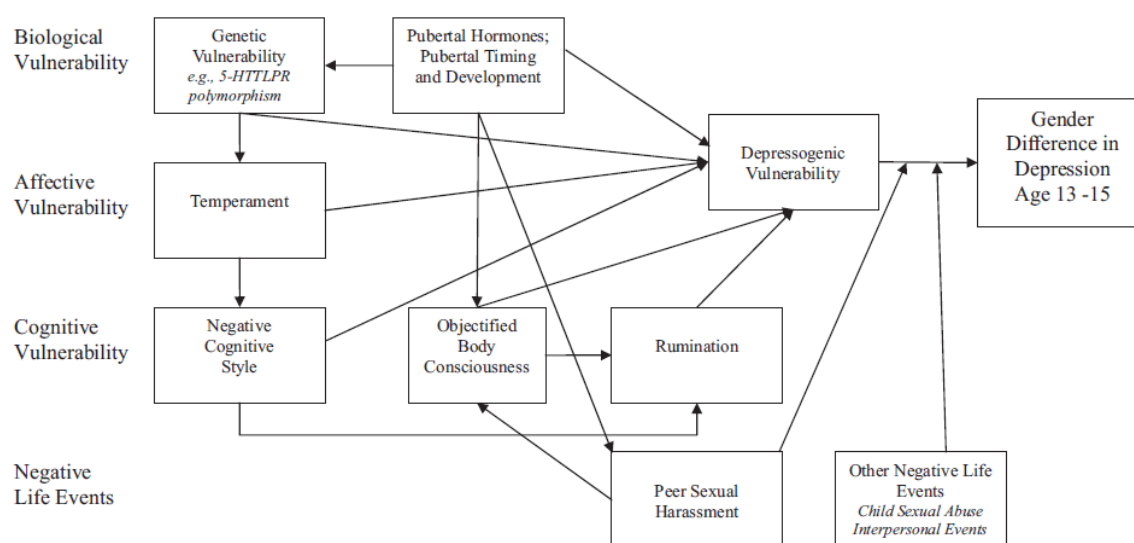 Biological
Vulnerability
Genetic
Vulnerability
e.g., 5-HTTLPR
polymorphism
Pubertal Hormones;
Pubertal Timing
and Development
Depressogenic
Vulnerability
Gender
Difference in
Depression
Age 13 -15
Affective
Vulnerability
Temperament
Cognitive
Vulnerability
Negative
Cognitive
Style
Objectified
Body
Consciousness
Rumination
Negative
Life Events
Peer Sexual
Harassment
Other Negative Life
Events
Child Sexual Abuse
Interpersonal Events